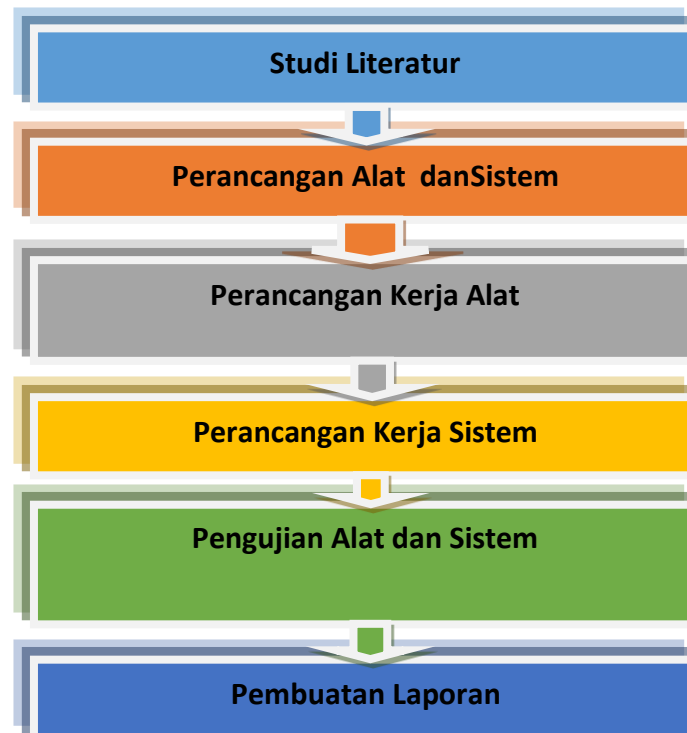 Studi Literatur
Perancangan Alat danSistem
Perancangan Kerja Alat
Perancangan Kerja Sistem
Pengujian Alat dan Sistem
Pembuatan Laporan